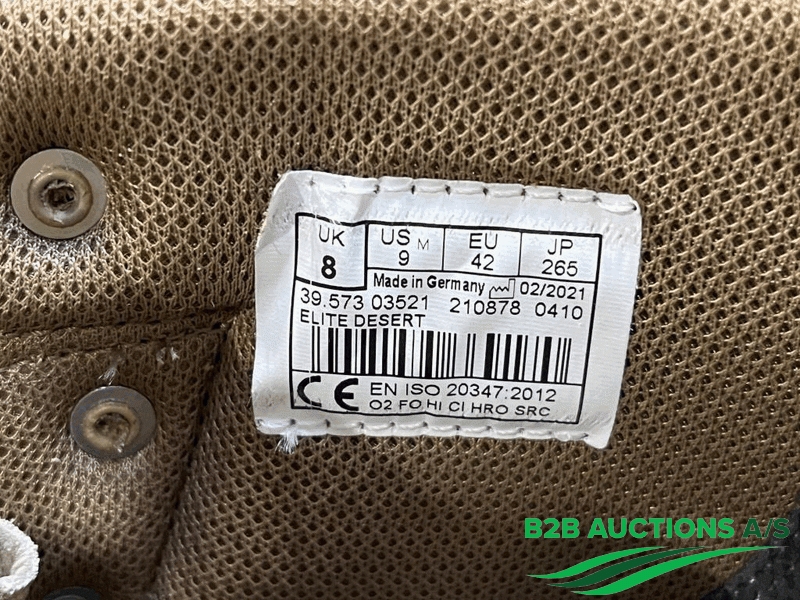 UK US M EU JP
8 9 42 265
Made in Germany 02/2021
39.573 03521 210878 0410
ELITE DESERT
CE EN ISO 20347:2012
O2 FO HI CI HRO SRC
B2B AUCTIONS A/S